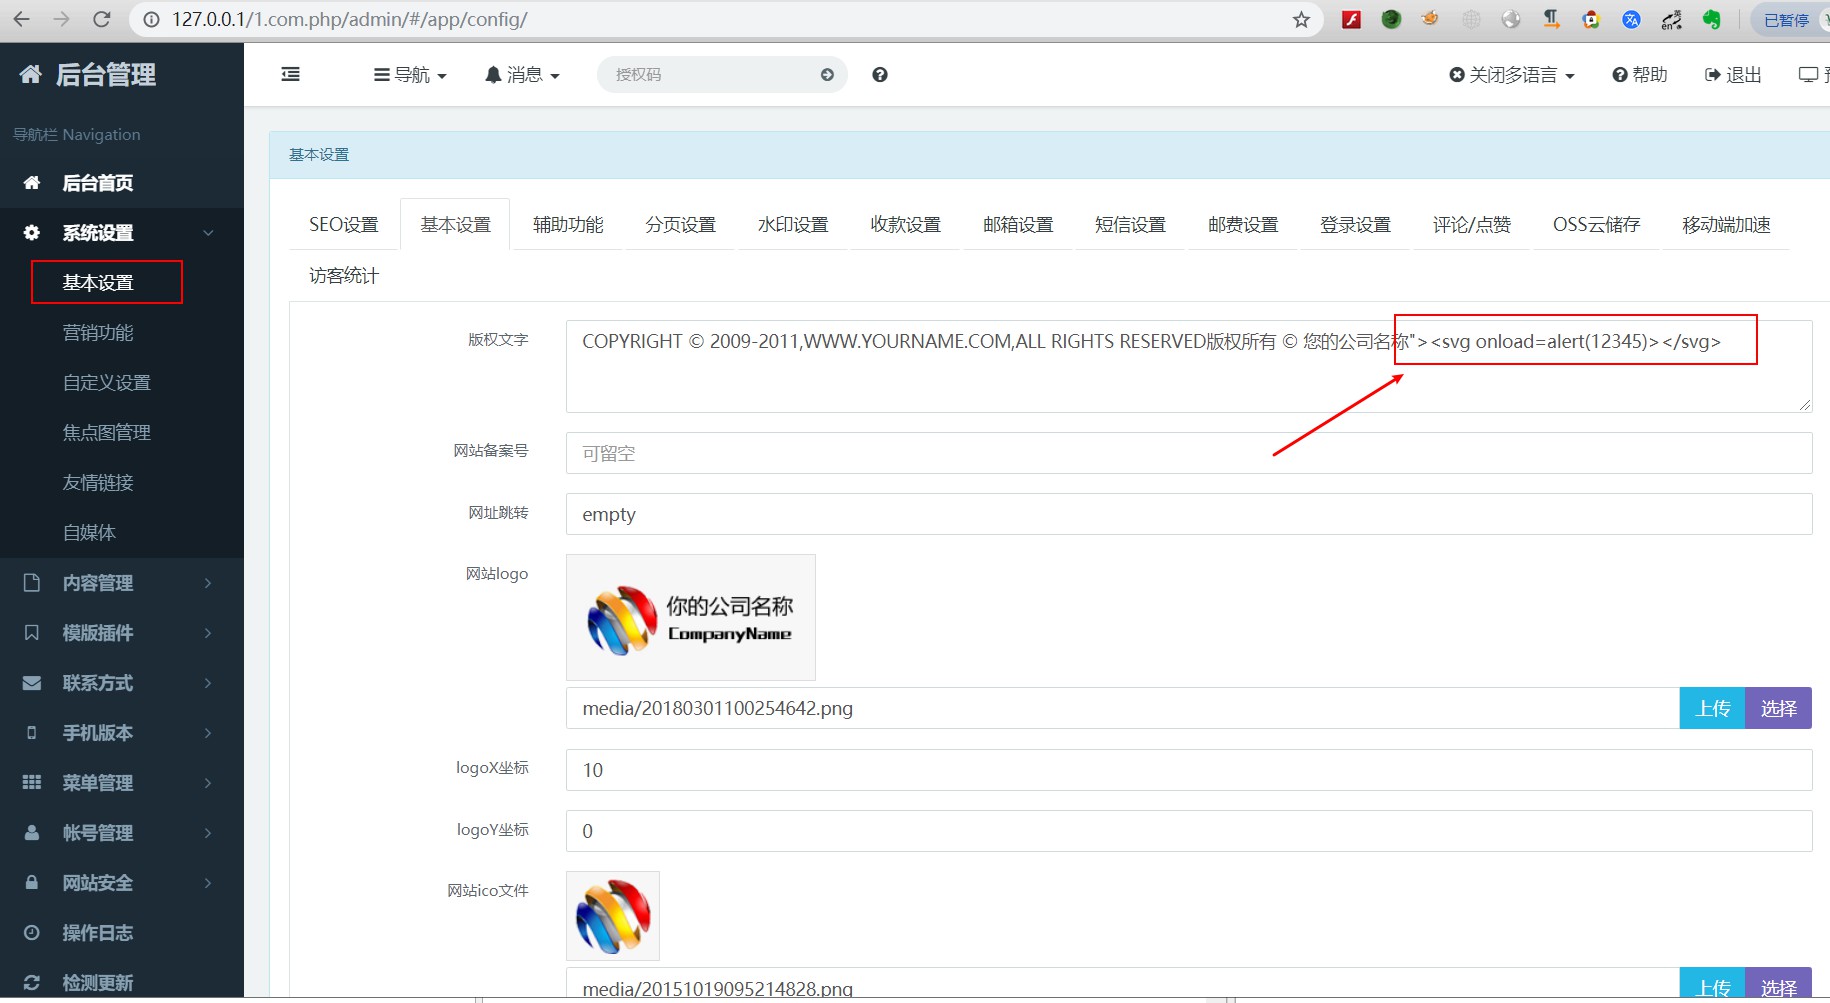 127.0.0.1/1.com.php/admin/#/app/config/
已暂停
后台管理
导航
消息
授权码
关闭多语言
帮助
退出
导航栏 Navigation
后台首页
系统设置
基本设置
营销功能
自定义设置
焦点图管理
友情链接
自媒体
内容管理
模版插件
联系方式
手机版本
菜单管理
帐号管理
网站安全
操作日志
检测更新
基本设置
SEO设置 基本设置 辅助功能 分页设置 水印设置 收款设置 邮箱设置 短信设置 邮费设置 登录设置 评论/点赞 OSS云储存 移动端加速
访客统计
版权文字
COPYRIGHT © 2009-2011,WWW.YOURNAME.COM,ALL RIGHTS RESERVED版权所有 © 您的公司名称"><svg onload=alert(12345)></svg>
网站备案号
可留空
网址跳转
empty
网站logo
你的公司名称
CompanyName
media/20180301100254642.png
上传 选择
logoX坐标
10
logoY坐标
0
网站ico文件
media/20151019095214828.png
上传 选择